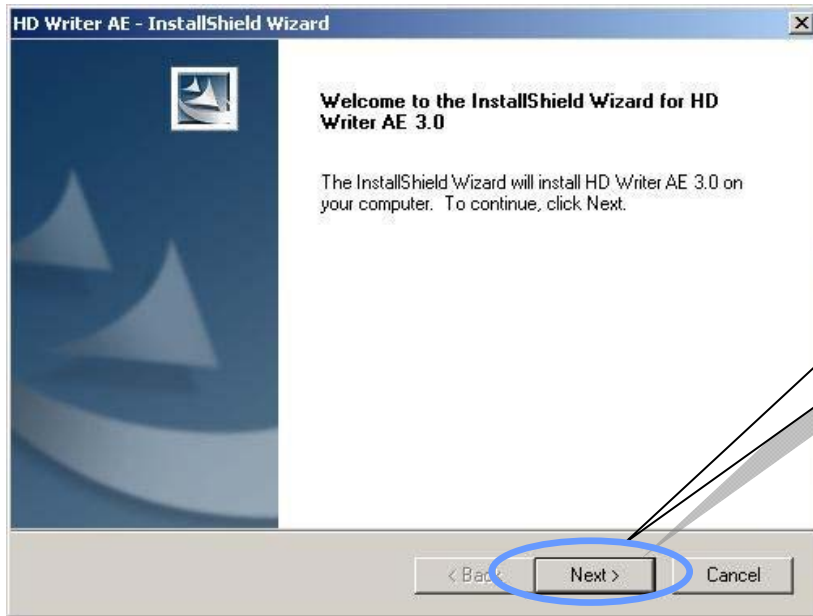 HD Writer AE - InstallShield Wizard
Welcome to the InstallShield Wizard for HD
Writer AE 3.0
The InstallShield Wizard will install HD Writer AE 3.0 on
your computer. To continue, click Next.
< Back Next > Cancel